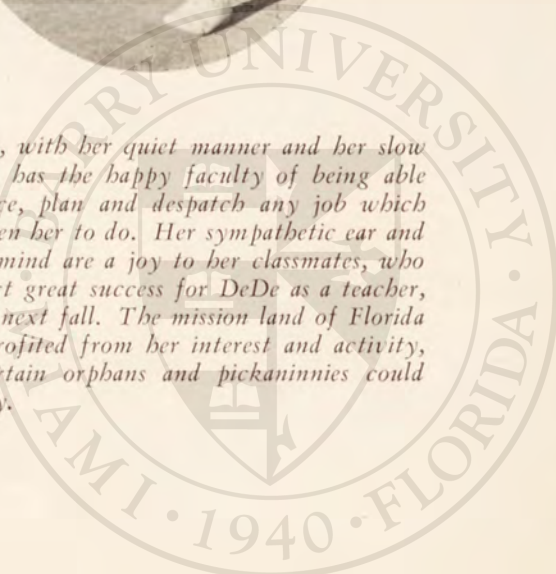 , with her quiet manner and her slow
has the happy faculty of being able
plan and despatch any job which
her to do. Her sympathetic ear and
mind are a joy to her classmates, who
great success for DeDe as a teacher,
next fall. The mission land of Florida
from her interest and activity,
orphans and pickaninnies could
BARRY UNIVERSITY
MIAMI · 1940 · FLORIDA